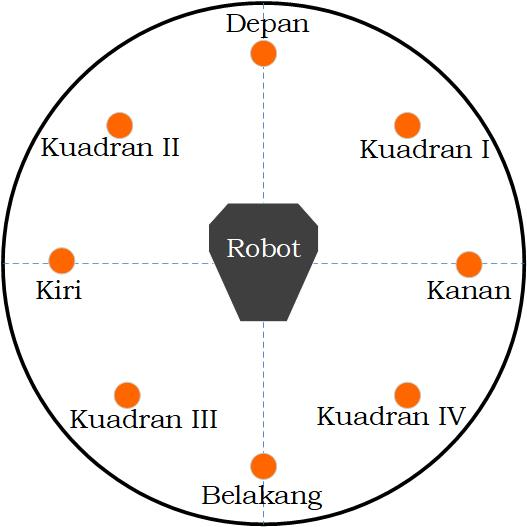 Depan
Kuadran II
Kuadran I
Robot
Kiri
Kanan
Kuadran III
Kuadran IV
Belakang